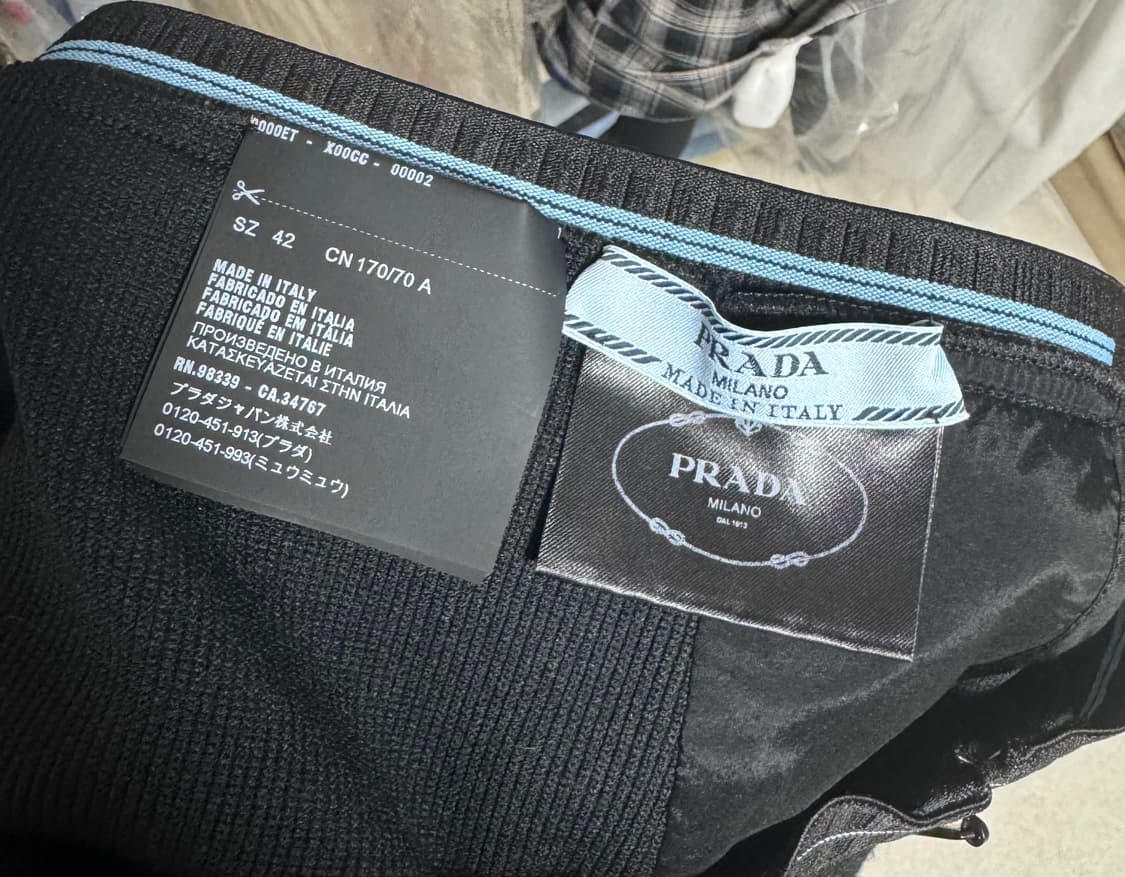 000ET - X00CC - 00002
SZ 42 CN 170/70 A
MADE IN ITALY
FABRICADO EN ITALIA
FABRICADO EM ITALIA
FABRIQUÉ EN ITALIE
ПРОИЗВЕДЕНО В ИТАЛИЯ
ΚΑΤΑΣΚΕΥΑΖΕΤΑΙ ΣΤΗΝ ΙΤΑΛΙΑ
RN.98339 - CA.34767
プラダジャパン株式会社
0120-451-913(プラダ)
0120-451-993(ミュウミュウ)
PRADA
MILANO
MADE IN ITALY
PRADA
MILANO
DAL 1913